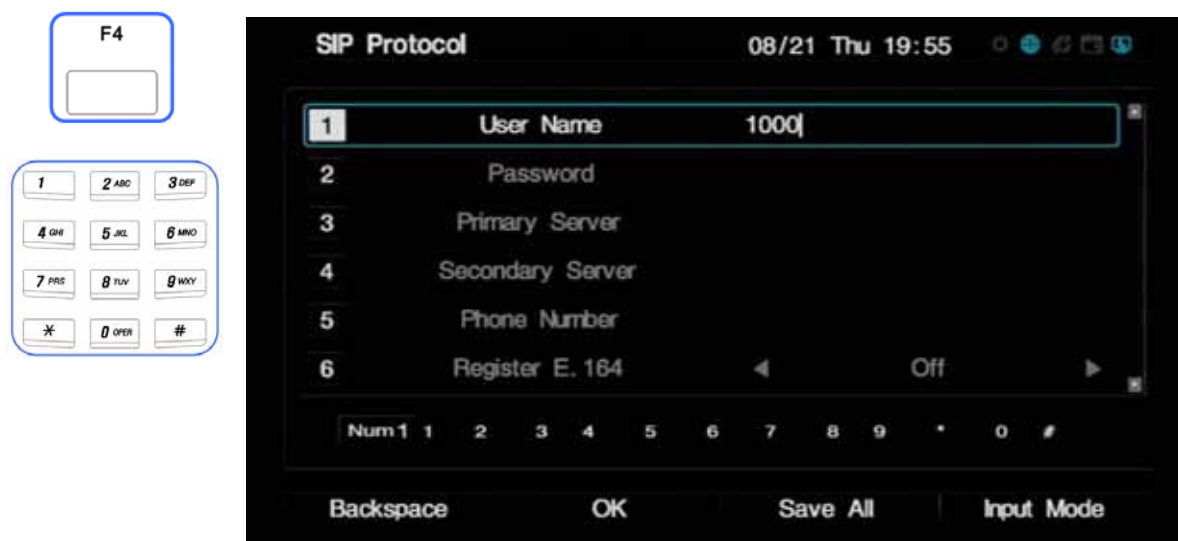 F4
1 2 ABC 3 DEF
4 GHI 5 JKL 6 MNO
7 PRS 8 TUV 9 WXY
* 0 OPER #
SIP Protocol 08/21 Thu 19:55
1 User Name 1000
2 Password
3 Primary Server
4 Secondary Server
5 Phone Number
6 Register E.164 ◀ Off ▶
Num1 1 2 3 4 5 6 7 8 9 * 0 #
Backspace OK Save All Input Mode